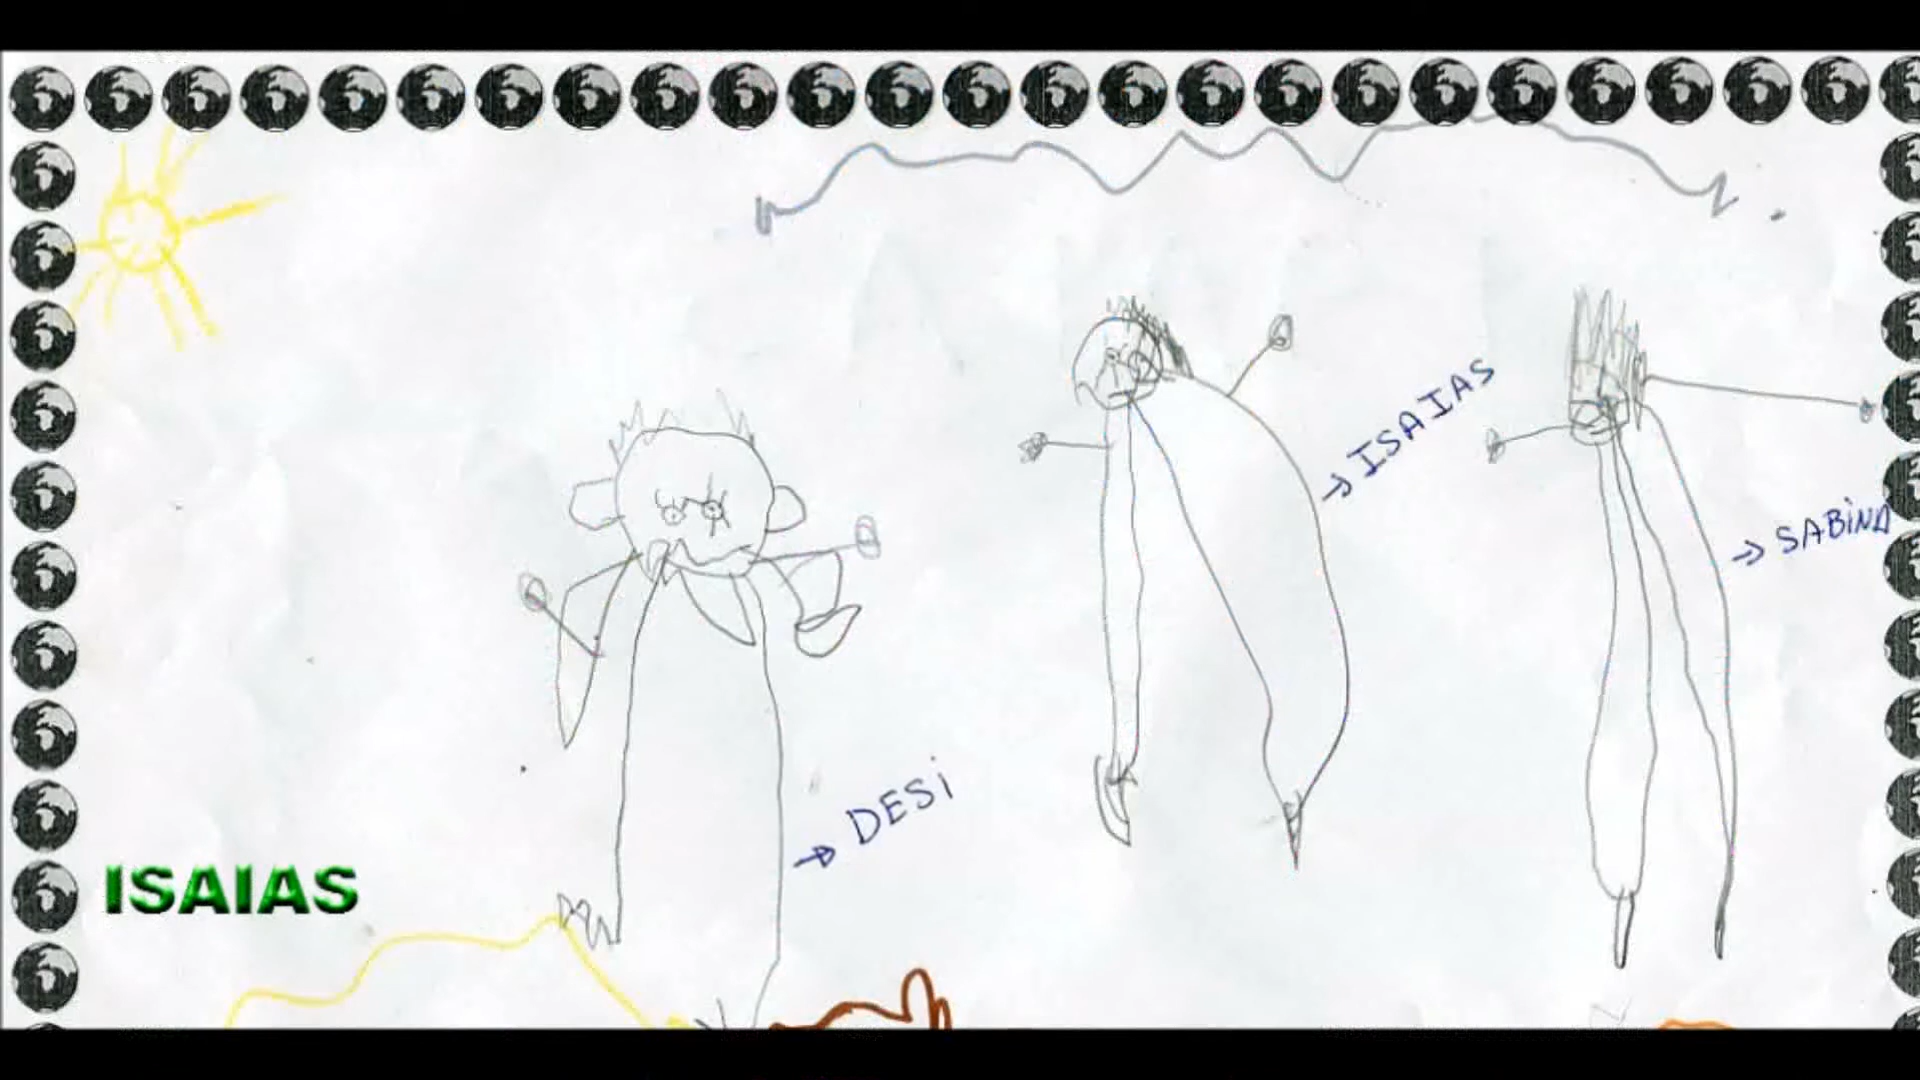 → ISAIAS
→ SABINA
→ DESi
ISAIAS